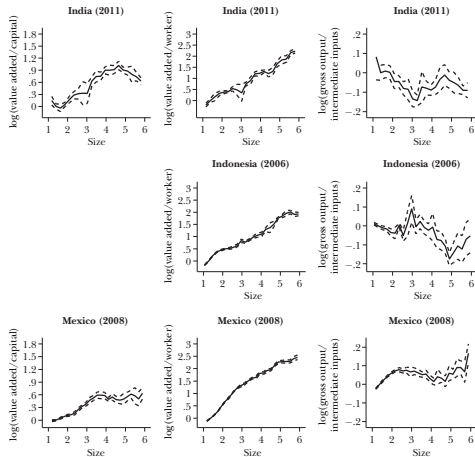 India (2011)
log(value added/capital)
1.8
1.5
1.2
.9
.6
.3
0
1 2 3 4 5 6
Size
India (2011)
log(value added/worker)
3
2.5
2
1.5
1
.5
0
1 2 3 4 5 6
Size
India (2011)
log(gross output/
intermediate inputs)
.2
.1
0
.1
.2
1 2 3 4 5 6
Size
Indonesia (2006)
log(value added/worker)
3
2.5
2
1.5
1
.5
0
1 2 3 4 5 6
Size
Indonesia (2006)
log(gross output/
intermediate inputs)
.2
.1
0
.1
.2
1 2 3 4 5 6
Size
Mexico (2008)
log(value added/capital)
1.8
1.5
1.2
.9
.6
.3
0
1 2 3 4 5 6
Size
Mexico (2008)
log(value added/worker)
3
2.5
2
1.5
1
.5
0
1 2 3 4 5 6
Size
Mexico (2008)
log(gross output/
intermediate inputs)
.2
.1
0
.1
.2
1 2 3 4 5 6
Size